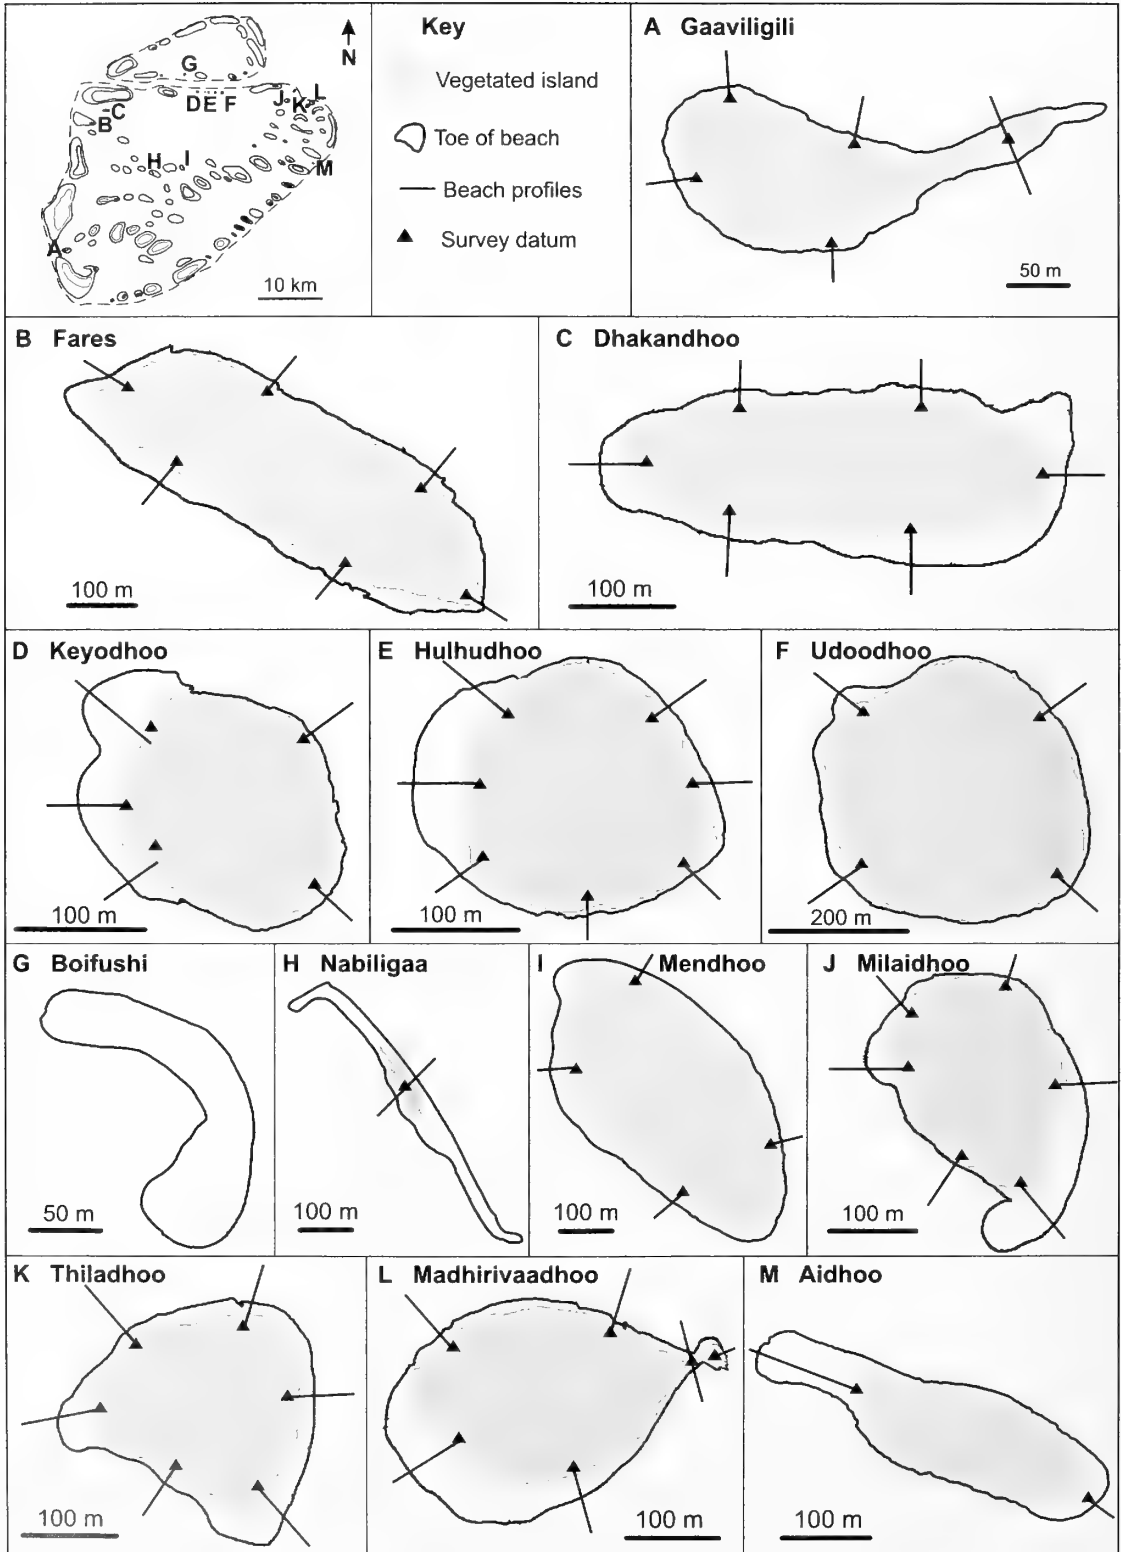 N
G
D E F
J K L
C
B
H I
M
A
10 km
Key
Vegetated island
Toe of beach
Beach profiles
Survey datum
A Gaaviligili
50 m
B Fares
100 m
C Dhakandhoo
100 m
D Keyodhoo
100 m
E Hulhudhoo
100 m
F Udoodhoo
200 m
G Boifushi
50 m
H Nabiligaa
100 m
I Mendhoo
100 m
J Milaidhoo
100 m
K Thiladhoo
100 m
L Madhirivaadhoo
100 m
M Aidhoo
100 m